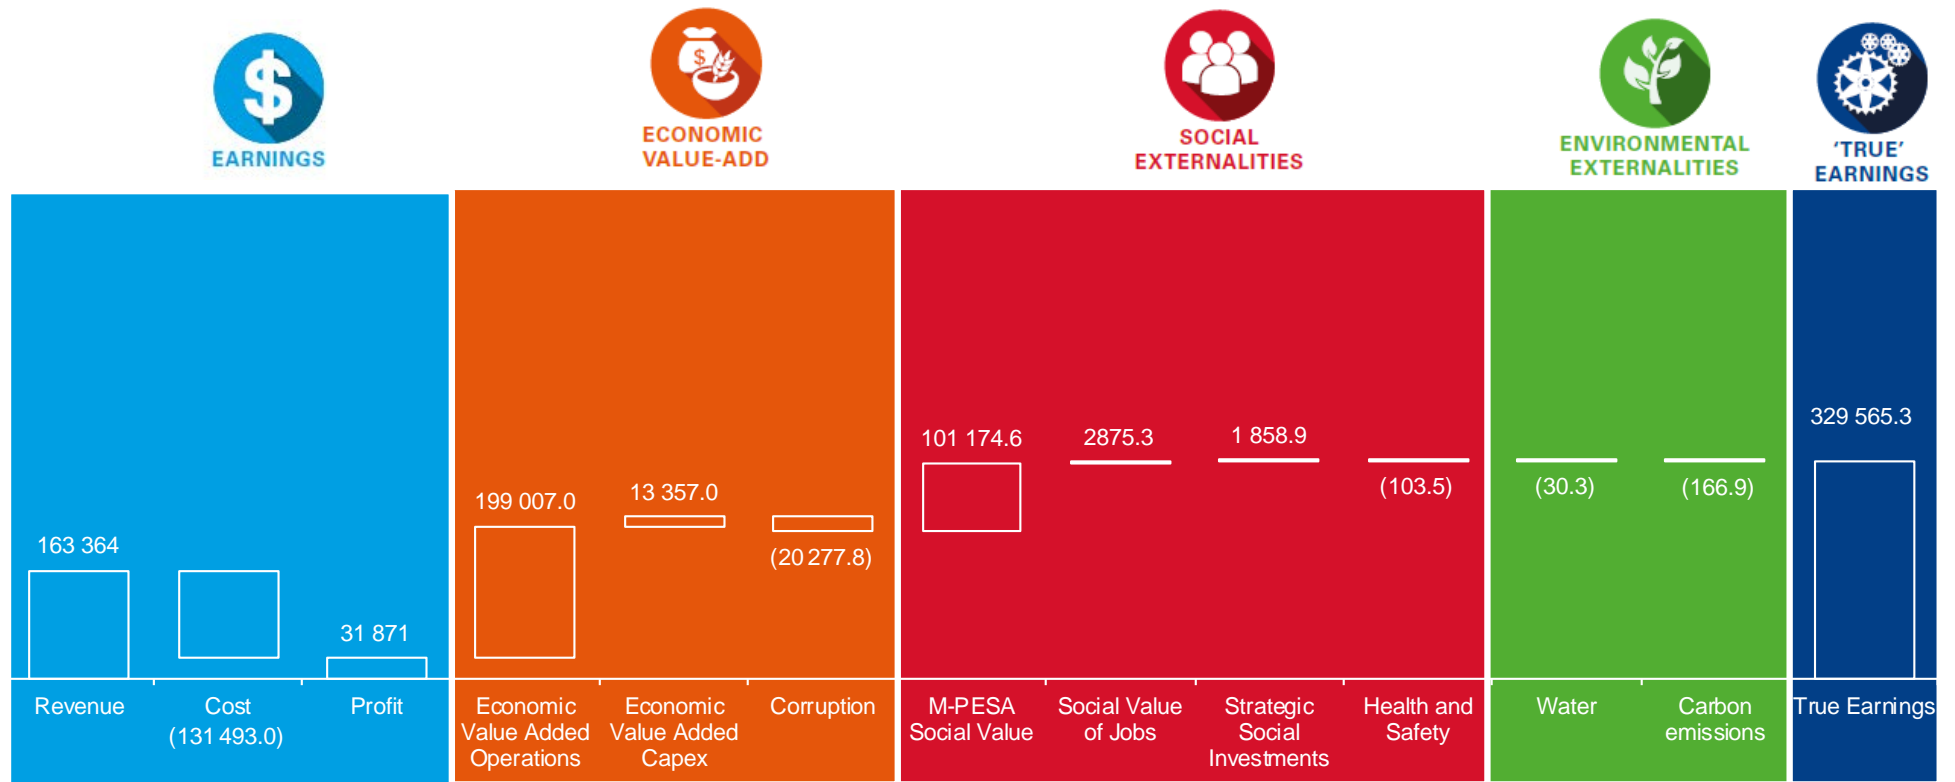 $
EARNINGS
$
ECONOMIC
VALUE-ADD
SOCIAL
EXTERNALITIES
ENVIRONMENTAL
EXTERNALITIES
‘TRUE’
EARNINGS
163 364
31 871
199 007.0
13 357.0
(20 277.8)
101 174.6
2875.3
1 858.9
(103.5)
(30.3)
(166.9)
329 565.3
Revenue
Cost
(131 493.0)
Profit
Economic
Value Added
Operations
Economic
Value Added
Capex
Corruption
M-PESA
Social Value
Social Value
of Jobs
Strategic
Social
Investments
Health and
Safety
Water
Carbon
emissions
True Earnings